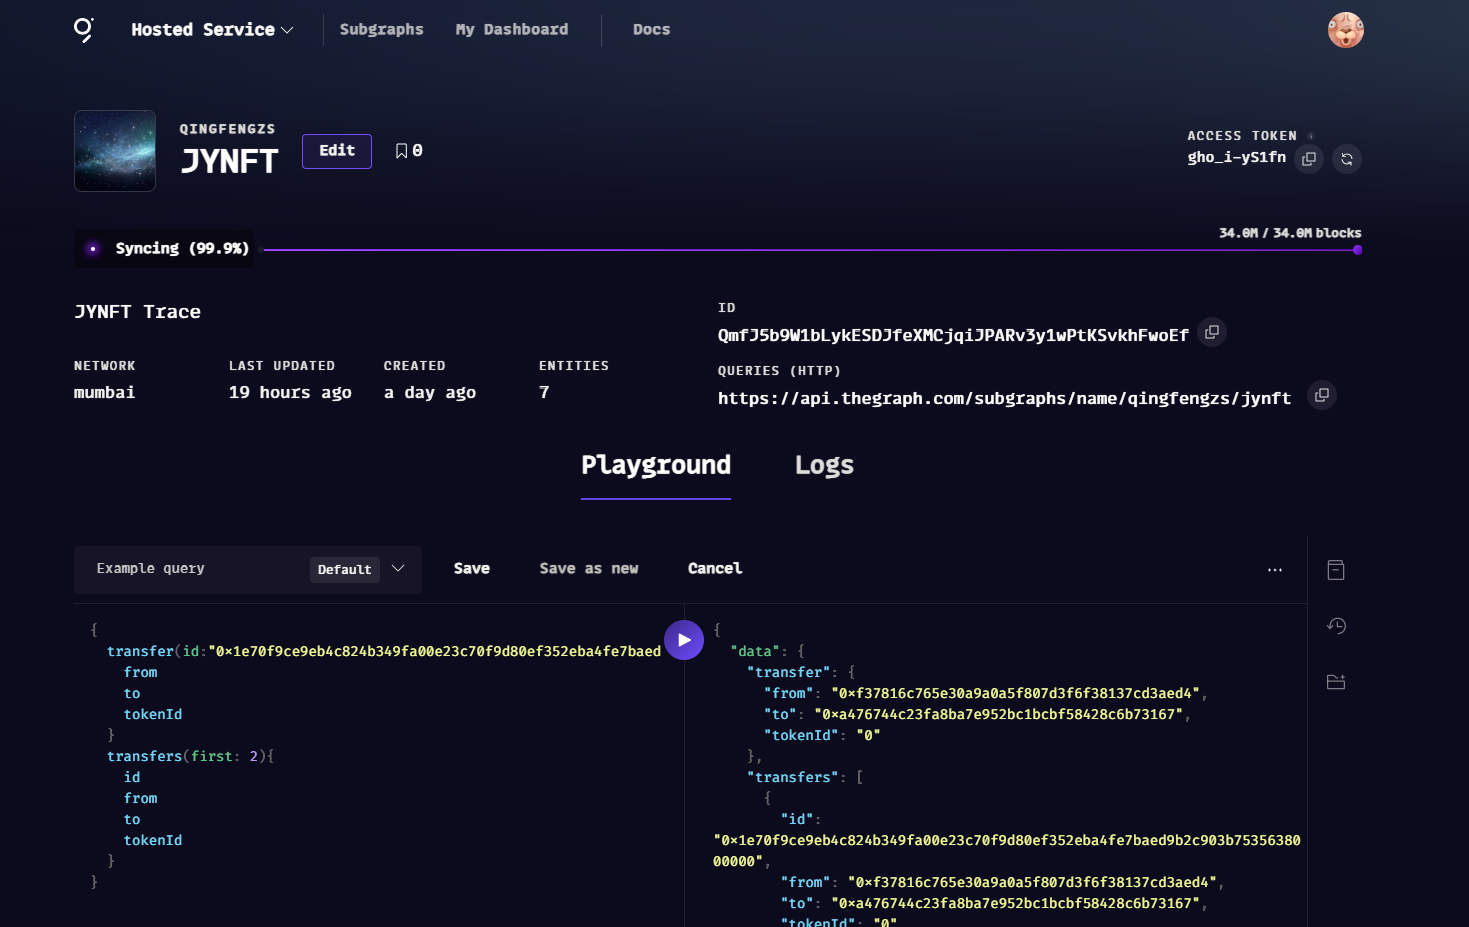 Hosted Service
Subgraphs
My Dashboard
Docs
QINGFENGZS
JYNFT
Edit
0
ACCESS TOKEN
gho_i-yS1fn
Syncing (99.9%)
34.0M / 34.0M blocks
JYNFT Trace
ID
QmfJ5b9W1bLykESDJfeXMCjqiJPARv3y1wPtKSvkhFwoEf
NETWORK
LAST UPDATED
CREATED
ENTITIES
mumbai
19 hours ago
a day ago
7
QUERIES (HTTP)
https://api.thegraph.com/subgraphs/name/qingfengzs/jynft
Playground
Logs
Example query
Default
Save
Save as new
Cancel
{
transfer(id:"0x1e70f9ce9eb4c824b349fa00e23c70f9d80ef352eba4fe7baed
from
to
tokenId
}
transfers(first: 2){
id
from
to
tokenId
}
}
{
"data": {
"transfer": {
"from": "0xf37816c765e30a9a0a5f807d3f6f38137cd3aed4",
"to": "0xa476744c23fa8ba7e952bc1bcbf58428c6b73167",
"tokenId": "0"
},
"transfers": [
{
"id":
"0x1e70f9ce9eb4c824b349fa00e23c70f9d80ef352eba4fe7baed9b2c903b75356380
00000",
"from": "0xf37816c765e30a9a0a5f807d3f6f38137cd3aed4",
"to": "0xa476744c23fa8ba7e952bc1bcbf58428c6b73167",
"tokenId": "0"